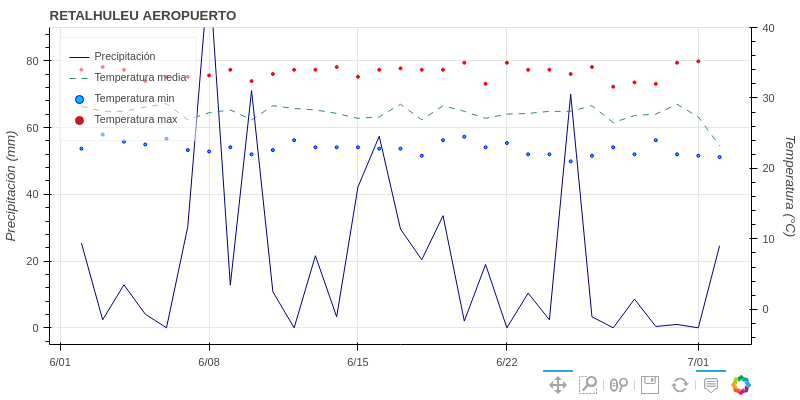 RETALHULEU AEROPUERTO
Precipitación
Temperatura media
Temperatura min
Temperatura max
Precipitación (mm)
80
60
40
20
0
Temperatura (°C)
40
30
20
10
0
6/01
6/08
6/15
6/22
7/01